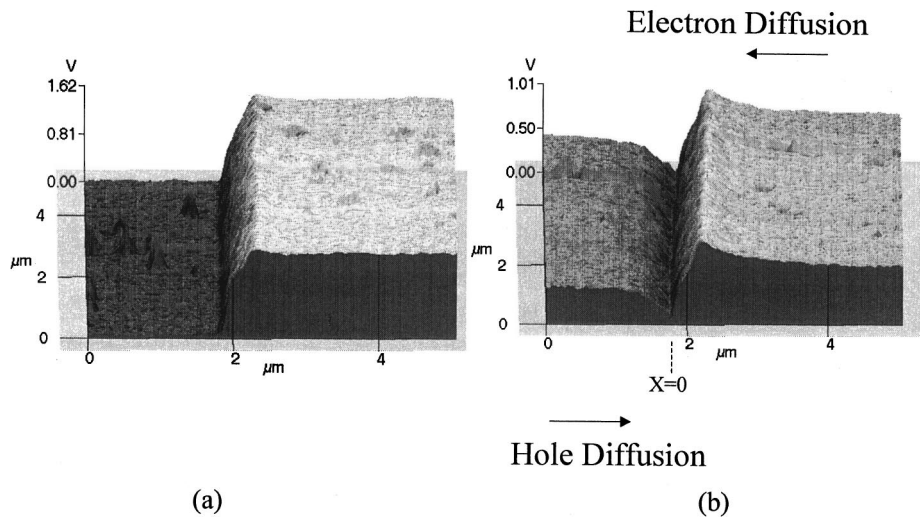 Electron Diffusion
V
1.62
0.81
0.00
4
μm
2
0
0
2
4
μm
V
1.01
0.50
0.00
4
μm
2
0
0
2
4
μm
X=0
Hole Diffusion
(a)
(b)